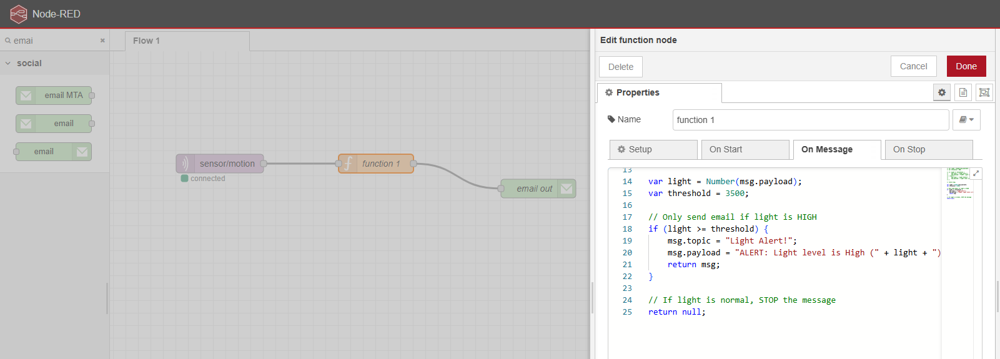 Node-RED
emai
social
email MTA
email
email
Flow 1
sensor/motion
connected
function 1
email out
Edit function node
Delete
Cancel
Done
Properties
Name
function 1
Setup
On Start
On Message
On Stop
13
14 var light = Number(msg.payload);
15 var threshold = 3500;
16
17 // Only send email if light is HIGH
18 if (light >= threshold) {
19 msg.topic = "Light Alert!";
20 msg.payload = "ALERT: Light level is High (" + light + ")
21 return msg;
22 }
23
24 // If light is normal, STOP the message
25 return null;